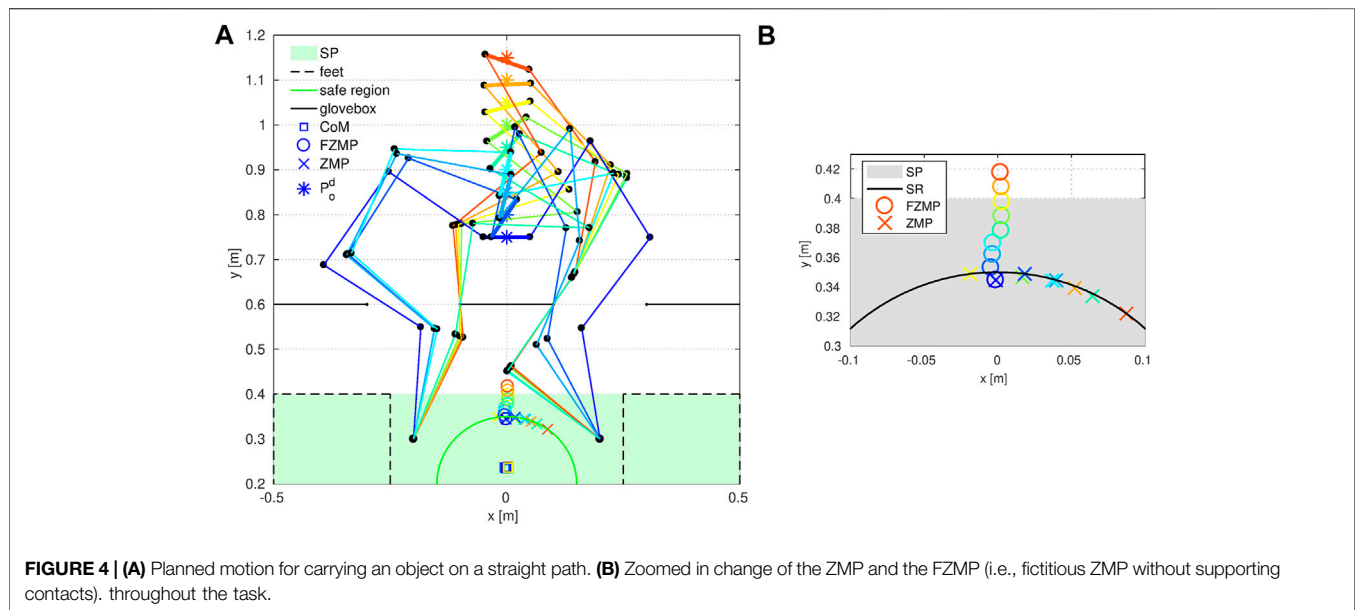 A
1.2
1.1
1
0.9
0.8
0.7
0.6
0.5
0.4
0.3
0.2
y [m]
SP
feet
safe region
glovebox
CoM
FZMP
ZMP
P_o^d
-0.5
0
0.5
x [m]
B
0.42
0.4
0.38
0.36
0.34
0.32
0.3
y [m]
SP
SR
FZMP
ZMP
-0.1
-0.05
0
0.05
0.1
x [m]
FIGURE 4 | (A) Planned motion for carrying an object on a straight path. (B) Zoomed in change of the ZMP and the FZMP (i.e., fictitious ZMP without supporting
contacts). throughout the task.